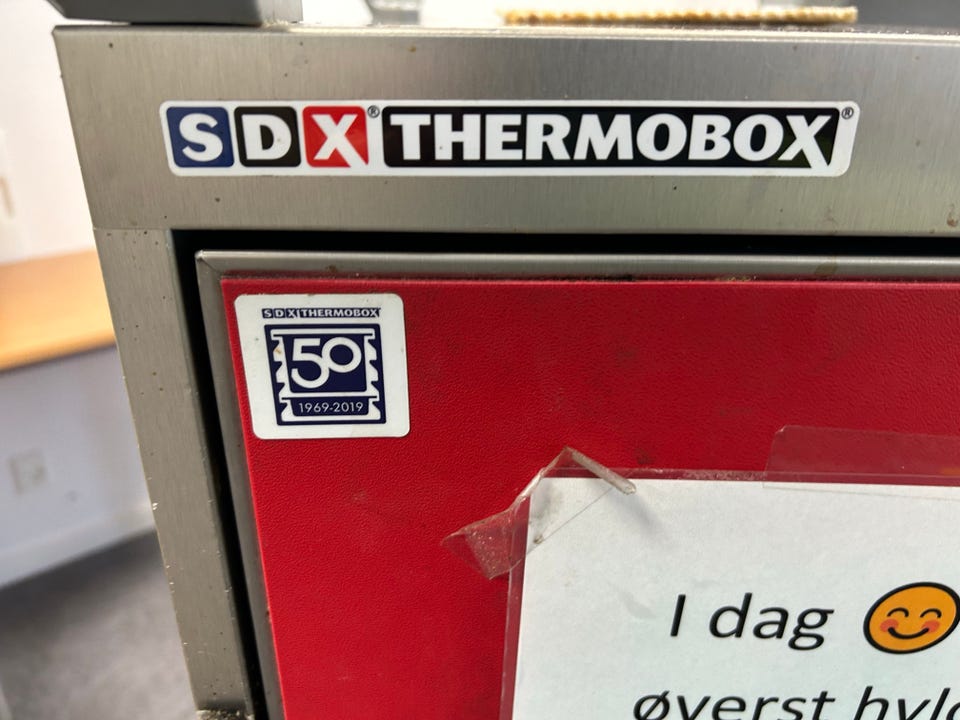 SDX® THERMOBOX®
SDX THERMOBOX
50
1969-2019
I dag
øverst